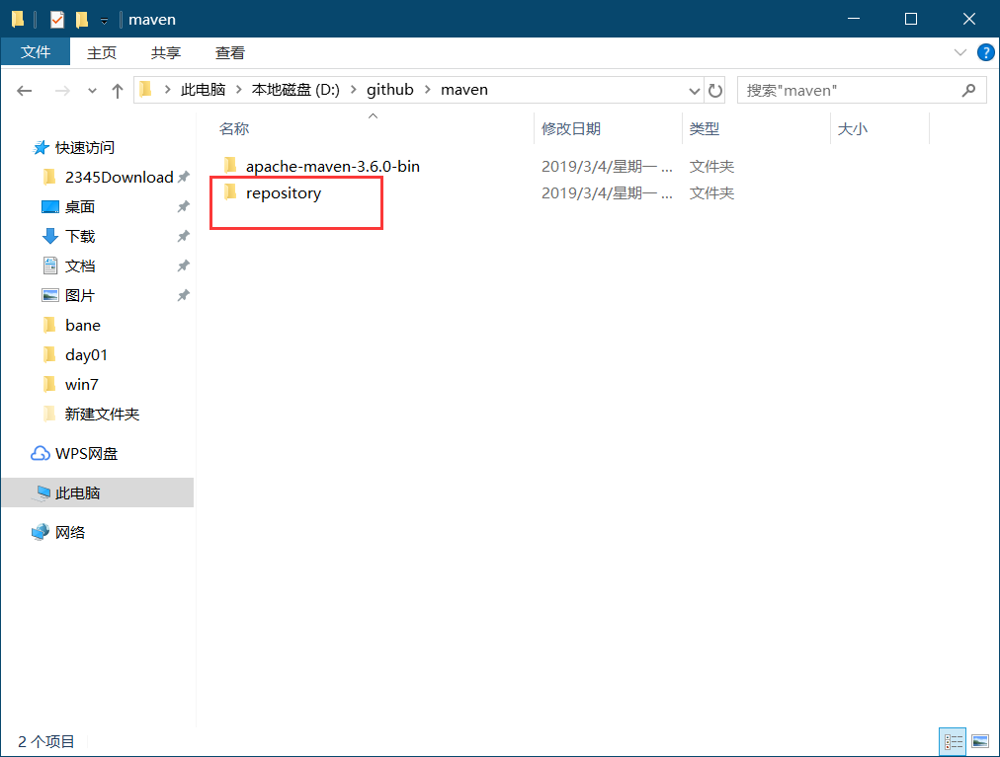 maven
文件 主页 共享 查看
此电脑 本地磁盘 (D:) github maven 搜索"maven"
名称 修改日期 类型 大小
快速访问
apache-maven-3.6.0-bin 2019/3/4/星期一 ... 文件夹
2345Download
repository 2019/3/4/星期一 ... 文件夹
桌面
下载
文档
图片
bane
day01
win7
新建文件夹
WPS网盘
此电脑
网络
2 个项目